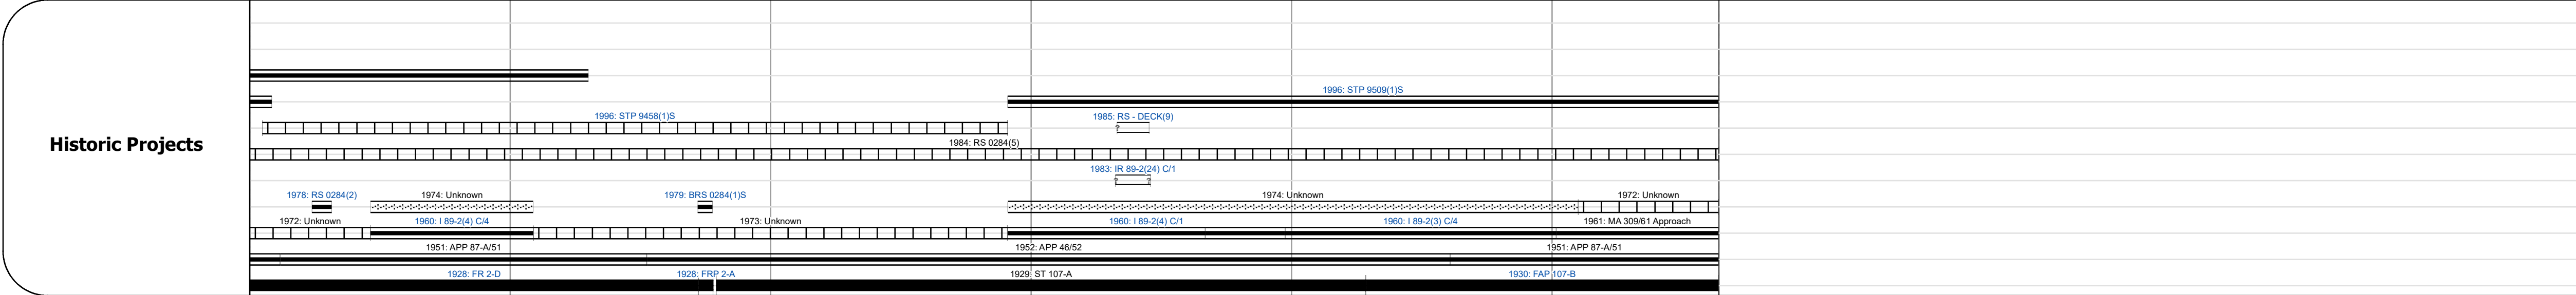 Historic Projects
1996: STP 9509(1)S
1996: STP 9458(1)S
1985: RS - DECK(9)
1984: RS 0284(5)
1983: IR 89-2(24) C/1
1978: RS 0284(2)
1974: Unknown
1979: BRS 0284(1)S
1974: Unknown
1972: Unknown
1972: Unknown
1960: I 89-2(4) C/4
1973: Unknown
1960: I 89-2(4) C/1
1960: I 89-2(3) C/4
1961: MA 309/61 Approach
1951: APP 87-A/51
1952: APP 46/52
1951: APP 87-A/51
1928: FR 2-D
1928: FRP 2-A
1929: ST 107-A
1930: FAP 107-B